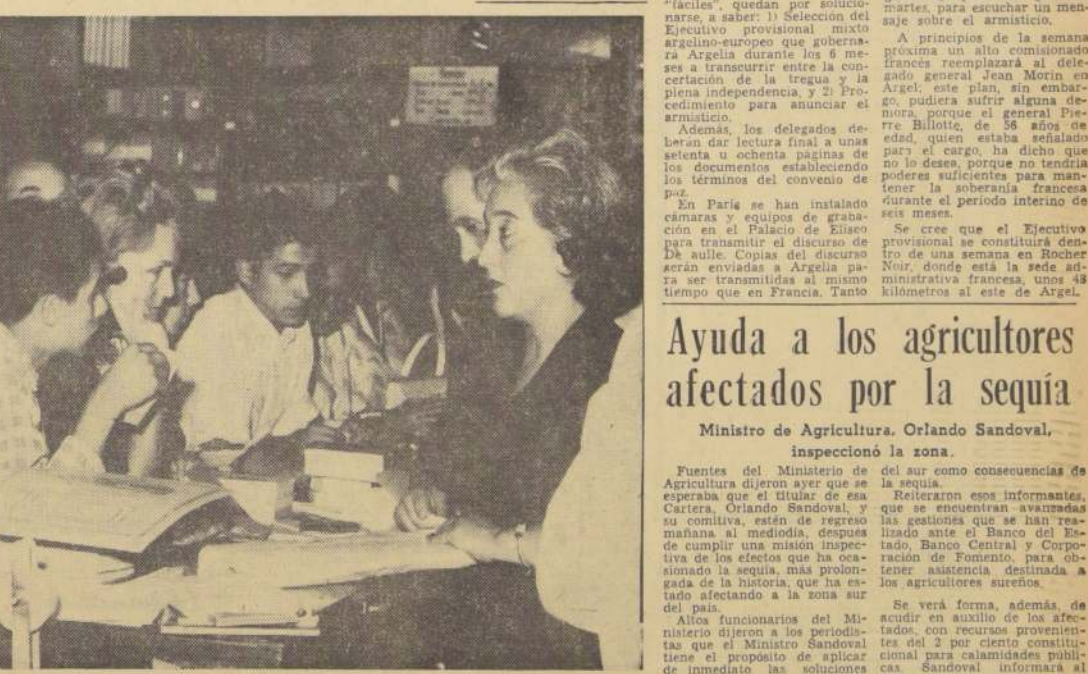 "fáciles", quedan por solucio-
narse, a saber: 1) Selección del
Ejecutivo provisional mixto
argelino-europeo que goberna-
rá Argelia durante los 6 me-
ses a transcurrir entre la con-
certación de la tregua y la
plena independencia, y 2) Pro-
cedimiento para anunciar el
armisticio.
Además, los delegados de-
berán dar lectura final a unas
setenta u ochenta páginas de
los documentos estableciendo
los términos del convenio de
paz.
En París se han instalado
cámaras y equipos de graba-
ción en el Palacio de Elíseo
para transmitir el discurso de
De aulle. Copias del discurso
serán enviadas a Argelia pa-
ra ser transmitidas al mismo
tiempo que en Francia. Tanto
martes, para escuchar un men-
saje sobre el armisticio.
A principios de la semana
próxima un alto comisionado
francés reemplazará al dele-
gado general Jean Morin en
Argel; este plan, sin embar-
go, pudiera sufrir alguna de-
mora, porque el general Pie-
rre Billotte, de 56 años de
edad, quien estaba señalado
para el cargo, ha dicho que
no lo desea, porque no tendría
poderes suficientes para man-
tener la soberanía francesa
durante el período interino de
seis meses.
Se cree que el Ejecutivo
provisional se constituirá den-
tro de una semana en Rocher
Noir, donde está la sede ad-
ministrativa francesa, unos 48
kilómetros al este de Argel.
Ayuda a los agricultores
afectados por la sequía
Ministro de Agricultura, Orlando Sandoval,
inspeccionó la zona.
Fuentes del Ministerio de
Agricultura dijeron ayer que se
esperaba que el titular de esa
Cartera, Orlando Sandoval, y
su comitiva, estén de regreso
mañana al mediodía, después
de cumplir una misión inspec-
tiva de los efectos que ha oca-
sionado la sequía, más prolon-
gada de la historia, que ha es-
tado afectando a la zona sur
del país.
Altos funcionarios del Mi-
nisterio dijeron a los periodis-
tas que el Ministro Sandoval
tiene el propósito de aplicar
de inmediato las soluciones
del sur como consecuencias de
la sequía.
Reiteraron esos informantes,
que se encuentran avanzadas
las gestiones que se han rea-
lizado ante el Banco del Es-
tado, Banco Central y Corpo-
ración de Fomento, para ob-
tener asistencia destinada a
los agricultores sureños.
Se verá forma, además, de
acudir en auxilio de los afec-
tados, con recursos provenien-
tes del 2 por ciento constitu-
cional para calamidades públi-
cas. Sandoval informará al